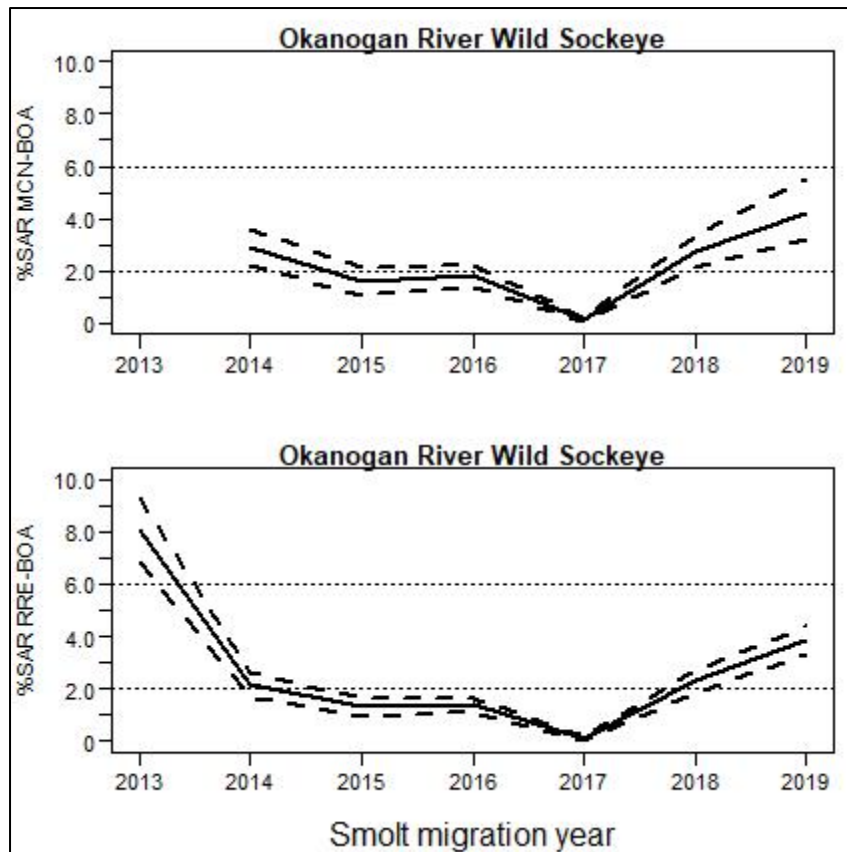 Okanogan River Wild Sockeye
%SAR MCN-BOA
10.0
8.0
6.0
4.0
2.0
0
2013 2014 2015 2016 2017 2018 2019
Okanogan River Wild Sockeye
%SAR RRE-BOA
10.0
8.0
6.0
4.0
2.0
0
2013 2014 2015 2016 2017 2018 2019
Smolt migration year